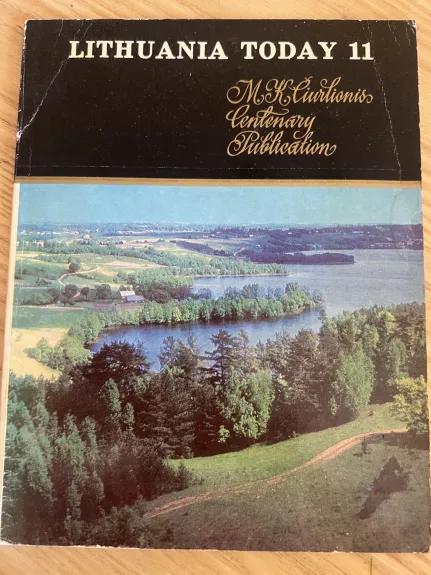 LITHUANIA TODAY 11
M. K. Čiurlionis
Centenary
Publication